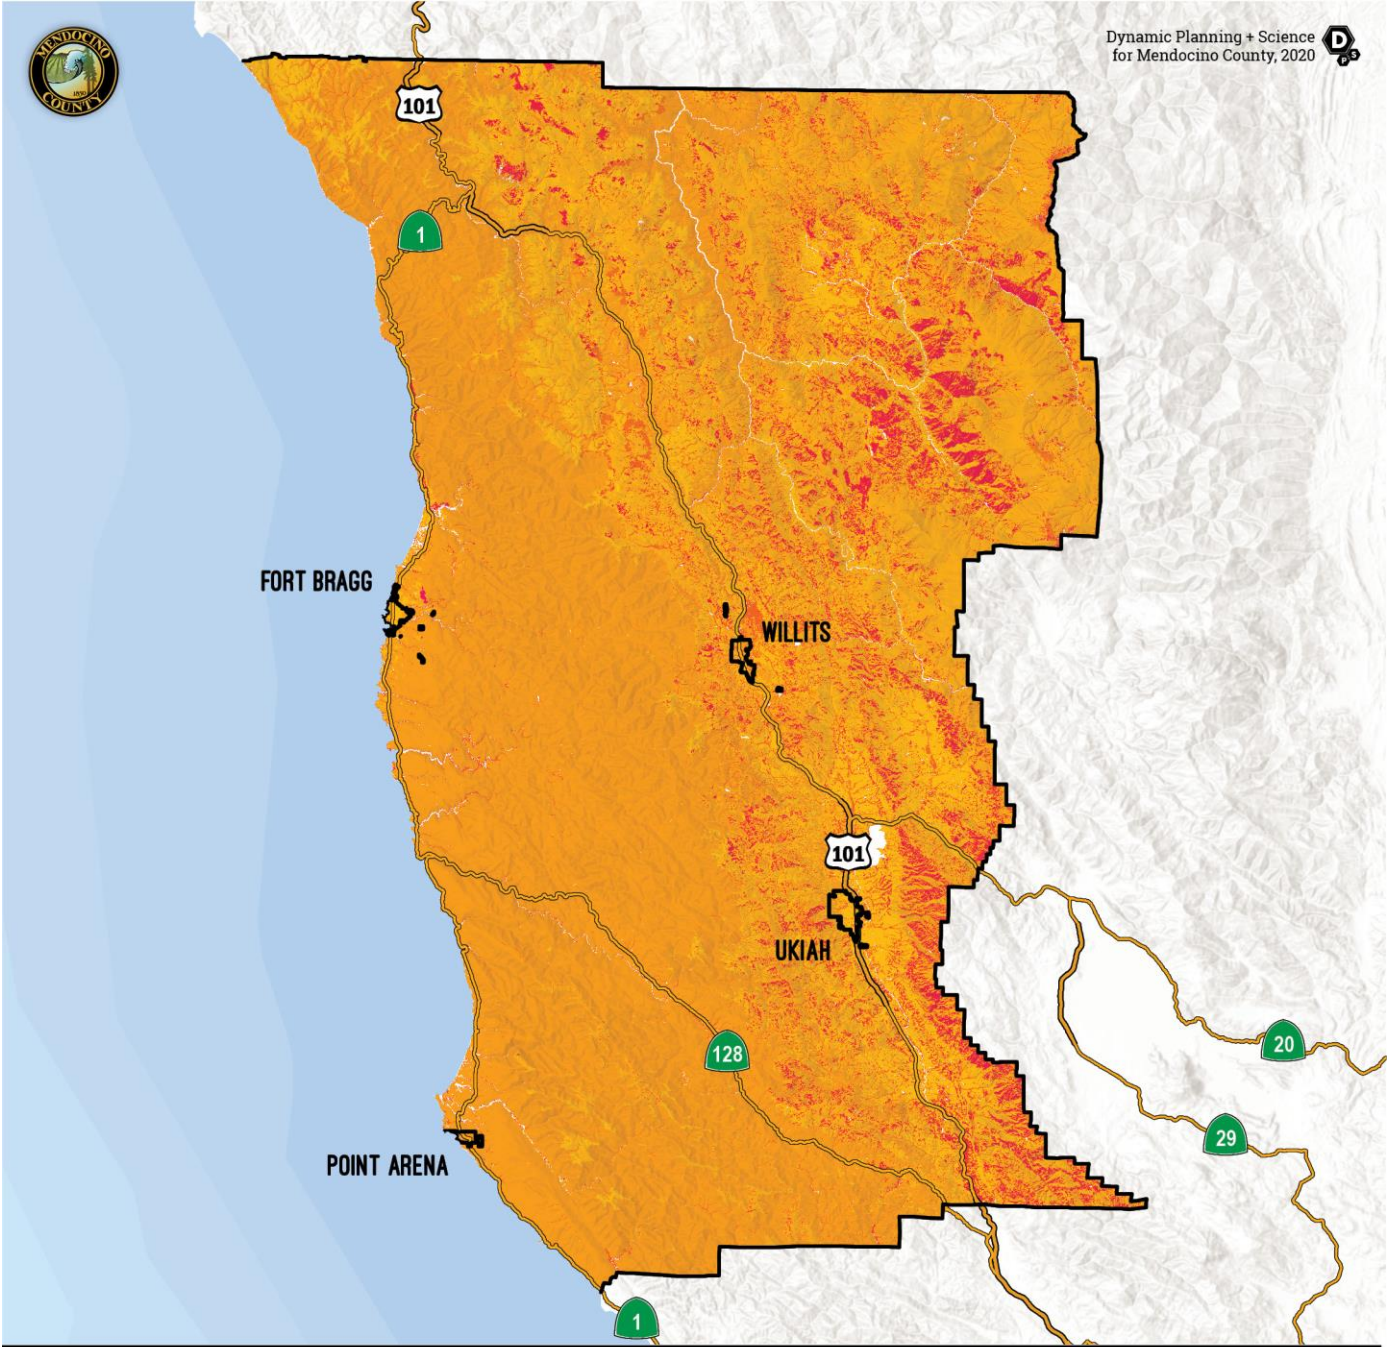 MENDOCINO
COUNTY
Dynamic Planning + Science
for Mendocino County, 2020
D
P S
101
1
FORT BRAGG
WILLITS
101
UKIAH
128
20
29
POINT ARENA
1